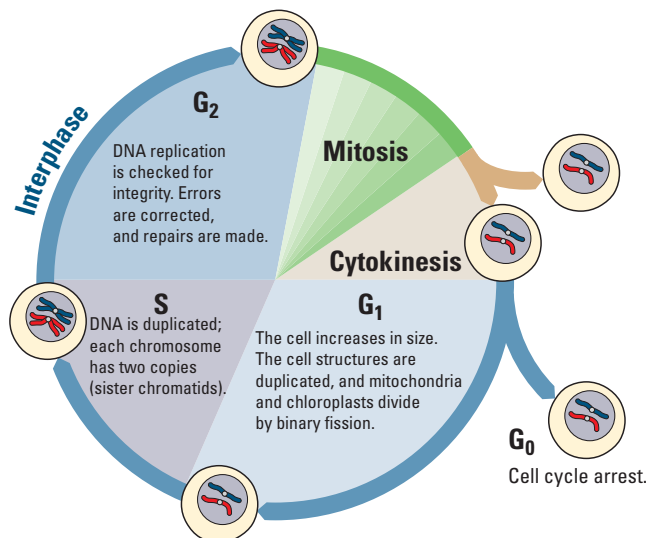 Interphase
G₂
DNA replication
is checked for
integrity. Errors
are corrected,
and repairs are made.
Mitosis
Cytokinesis
S
DNA is duplicated;
each chromosome
has two copies
(sister chromatids).
G₁
The cell increases in size.
The cell structures are
duplicated, and mitochondria
and chloroplasts divide
by binary fission.
G₀
Cell cycle arrest.